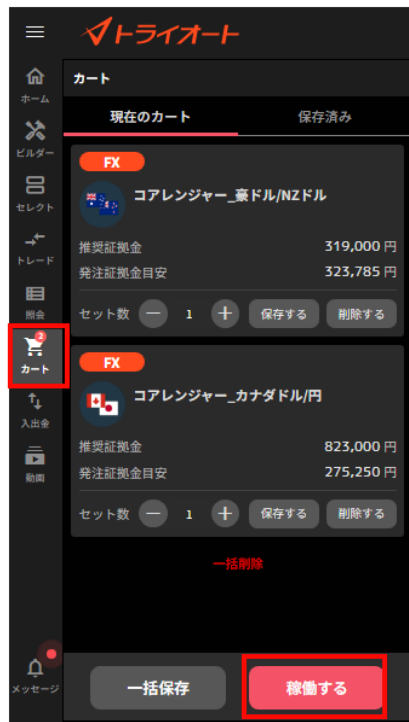 トライオート
ホーム
ビルダー
セレクト
トレード
照会
2
カート
入出金
動画
メッセージ
カート
現在のカート 保存済み
FX
コアレンジャー_豪ドル/NZドル
推奨証拠金 319,000 円
発注証拠金目安 323,785 円
セット数 1 保存する 削除する
FX
コアレンジャー_カナダドル/円
推奨証拠金 823,000 円
発注証拠金目安 275,250 円
セット数 1 保存する 削除する
一括削除
一括保存 稼働する